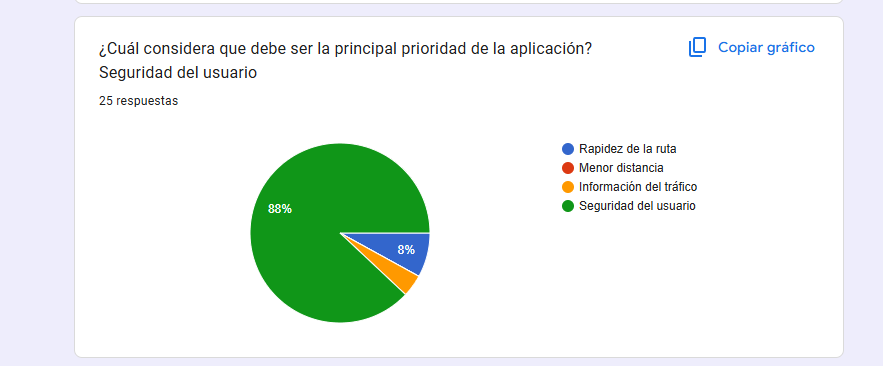 ¿Cuál considera que debe ser la principal prioridad de la aplicación?
Seguridad del usuario
Copiar gráfico
25 respuestas
Rapidez de la ruta
Menor distancia
Información del tráfico
Seguridad del usuario
88%
8%